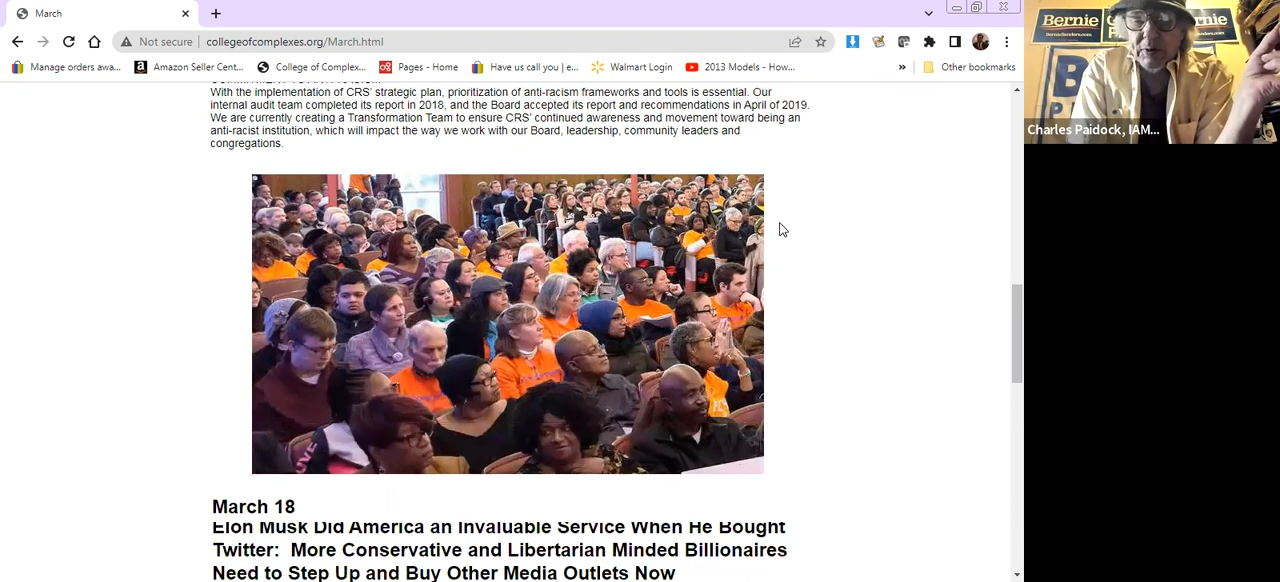 March
Not secure
collegeofcomplexes.org/March.html
Manage orders awa...
Amazon Seller Cent...
College of Complex...
Pages - Home
Have us call you | e...
Walmart Login
2013 Models - How...
»
Other bookmarks
With the implementation of CRS' strategic plan, prioritization of anti-racism frameworks and tools is essential. Our
internal audit team completed its report in 2018, and the Board accepted its report and recommendations in April of 2019.
We are currently creating a Transformation Team to ensure CRS' continued awareness and movement toward being an
anti-racist institution, which will impact the way we work with our Board, leadership, community leaders and
congregations.
March 18
Elon Musk Did America an Invaluable Service When He Bought
Twitter: More Conservative and Libertarian Minded Billionaires
Need to Step Up and Buy Other Media Outlets Now
Bernie
Charles Paidock, IAM...